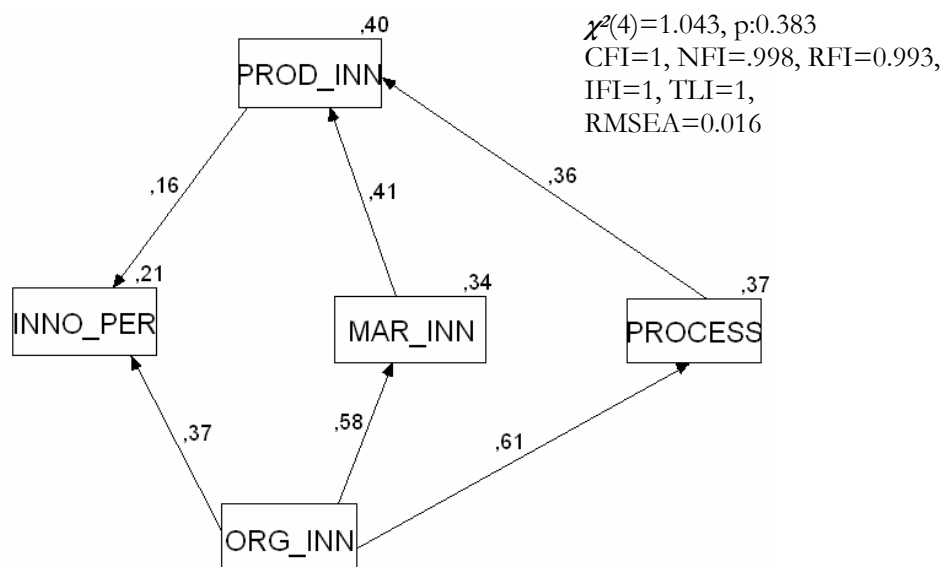 ,40
PROD_INN
χ²(4)=1.043, p:0.383
CFI=1, NFI=.998, RFI=0.993,
IFI=1, TLI=1,
RMSEA=0.016
,16
,41
,36
,21
INNO_PER
,34
MAR_INN
,37
PROCESS
,37
,58
,61
ORG_INN